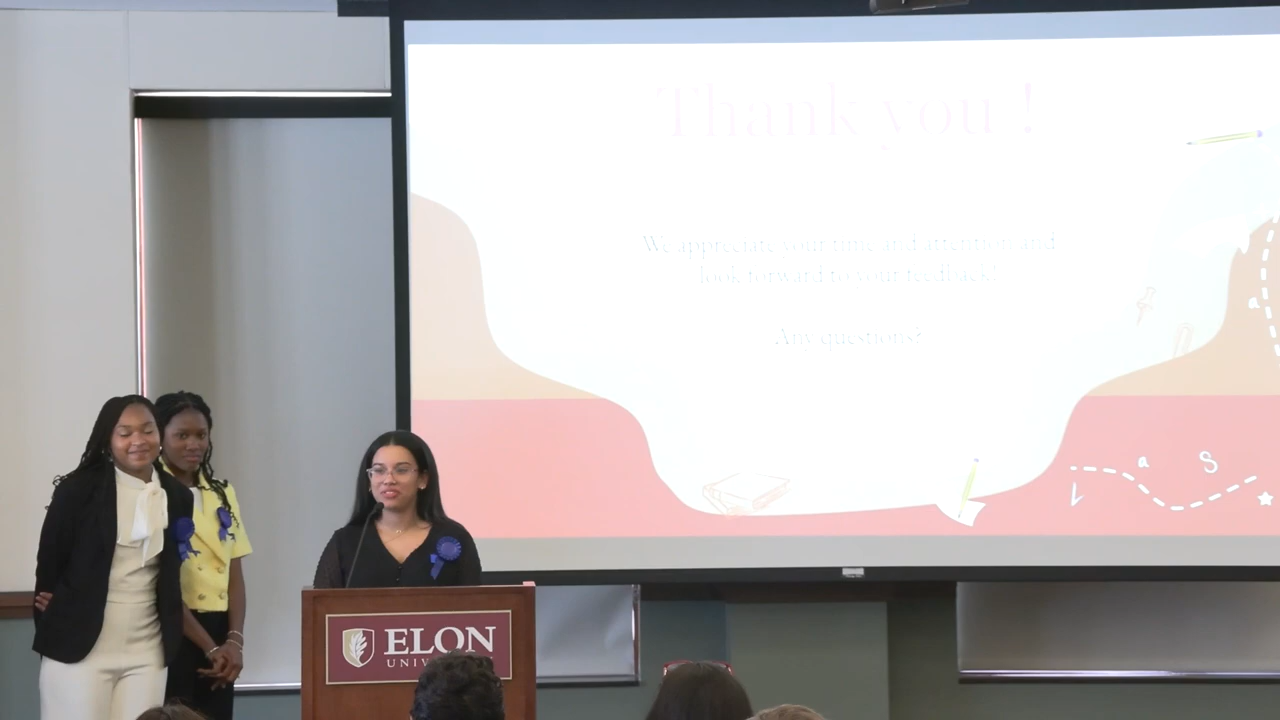 Thank you !
We appreciate your time and attention and
look forward to your feedback!
Any questions?
a
a
S
ELON